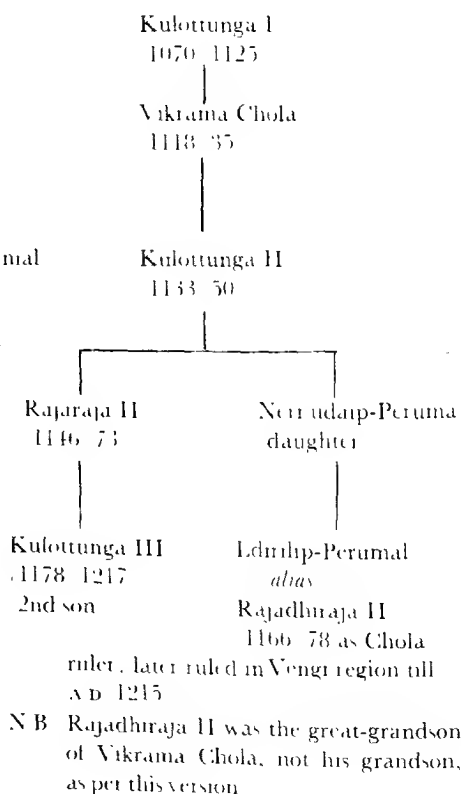 Kulottunga I
1070 1125
Vikrama Chola
1118 35
mal
Kulottunga II
1133 50
Rajaraja II
1146 73
daughter
Kulottunga III
1178 1217
2nd son
Perumal
alias
Rajadhiraja II
1166 78 as Chola
ruler, later ruled in Vengi region till
A D 1215
N B Rajadhiraja II was the great-grandson
of Vikrama Chola, not his grandson,
as per this version